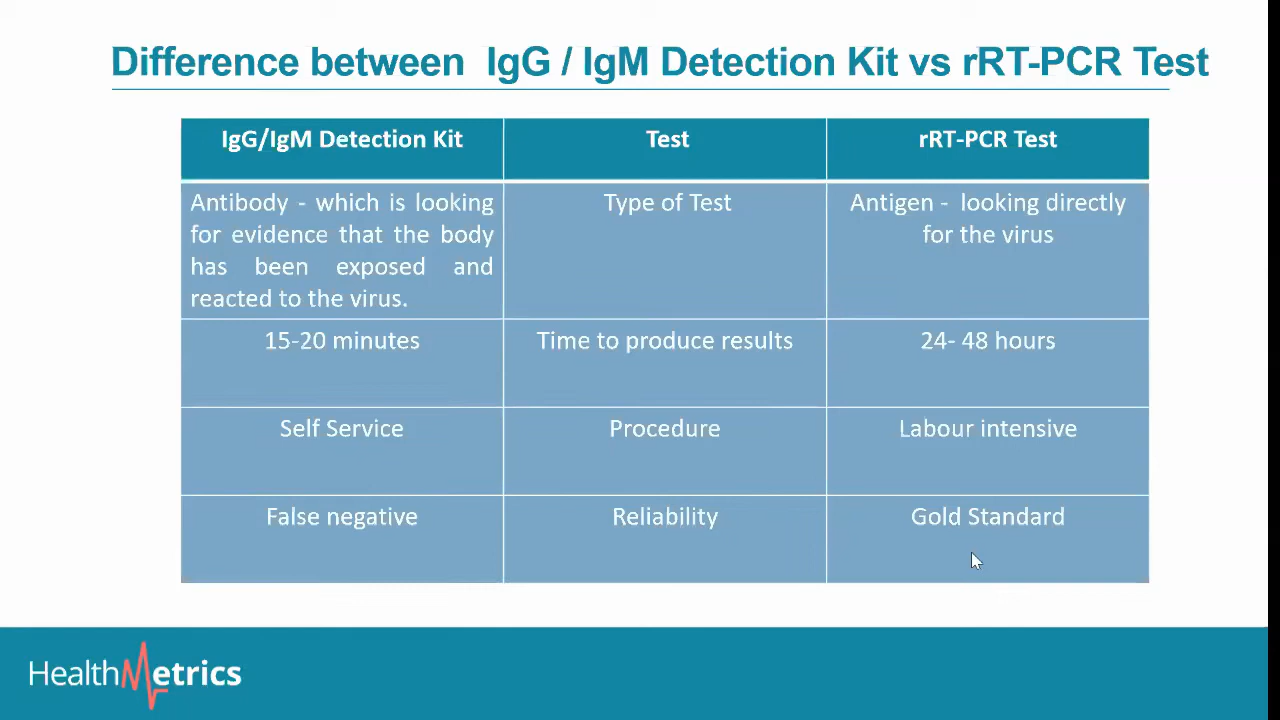 Difference between IgG / IgM Detection Kit vs rRT-PCR Test
IgG/IgM Detection Kit
Test
rRT-PCR Test
Antibody - which is looking
for evidence that the body
has been exposed and
reacted to the virus.
Type of Test
Antigen - looking directly
for the virus
15-20 minutes
Time to produce results
24- 48 hours
Self Service
Procedure
Labour intensive
False negative
Reliability
Gold Standard
HealthMetrics